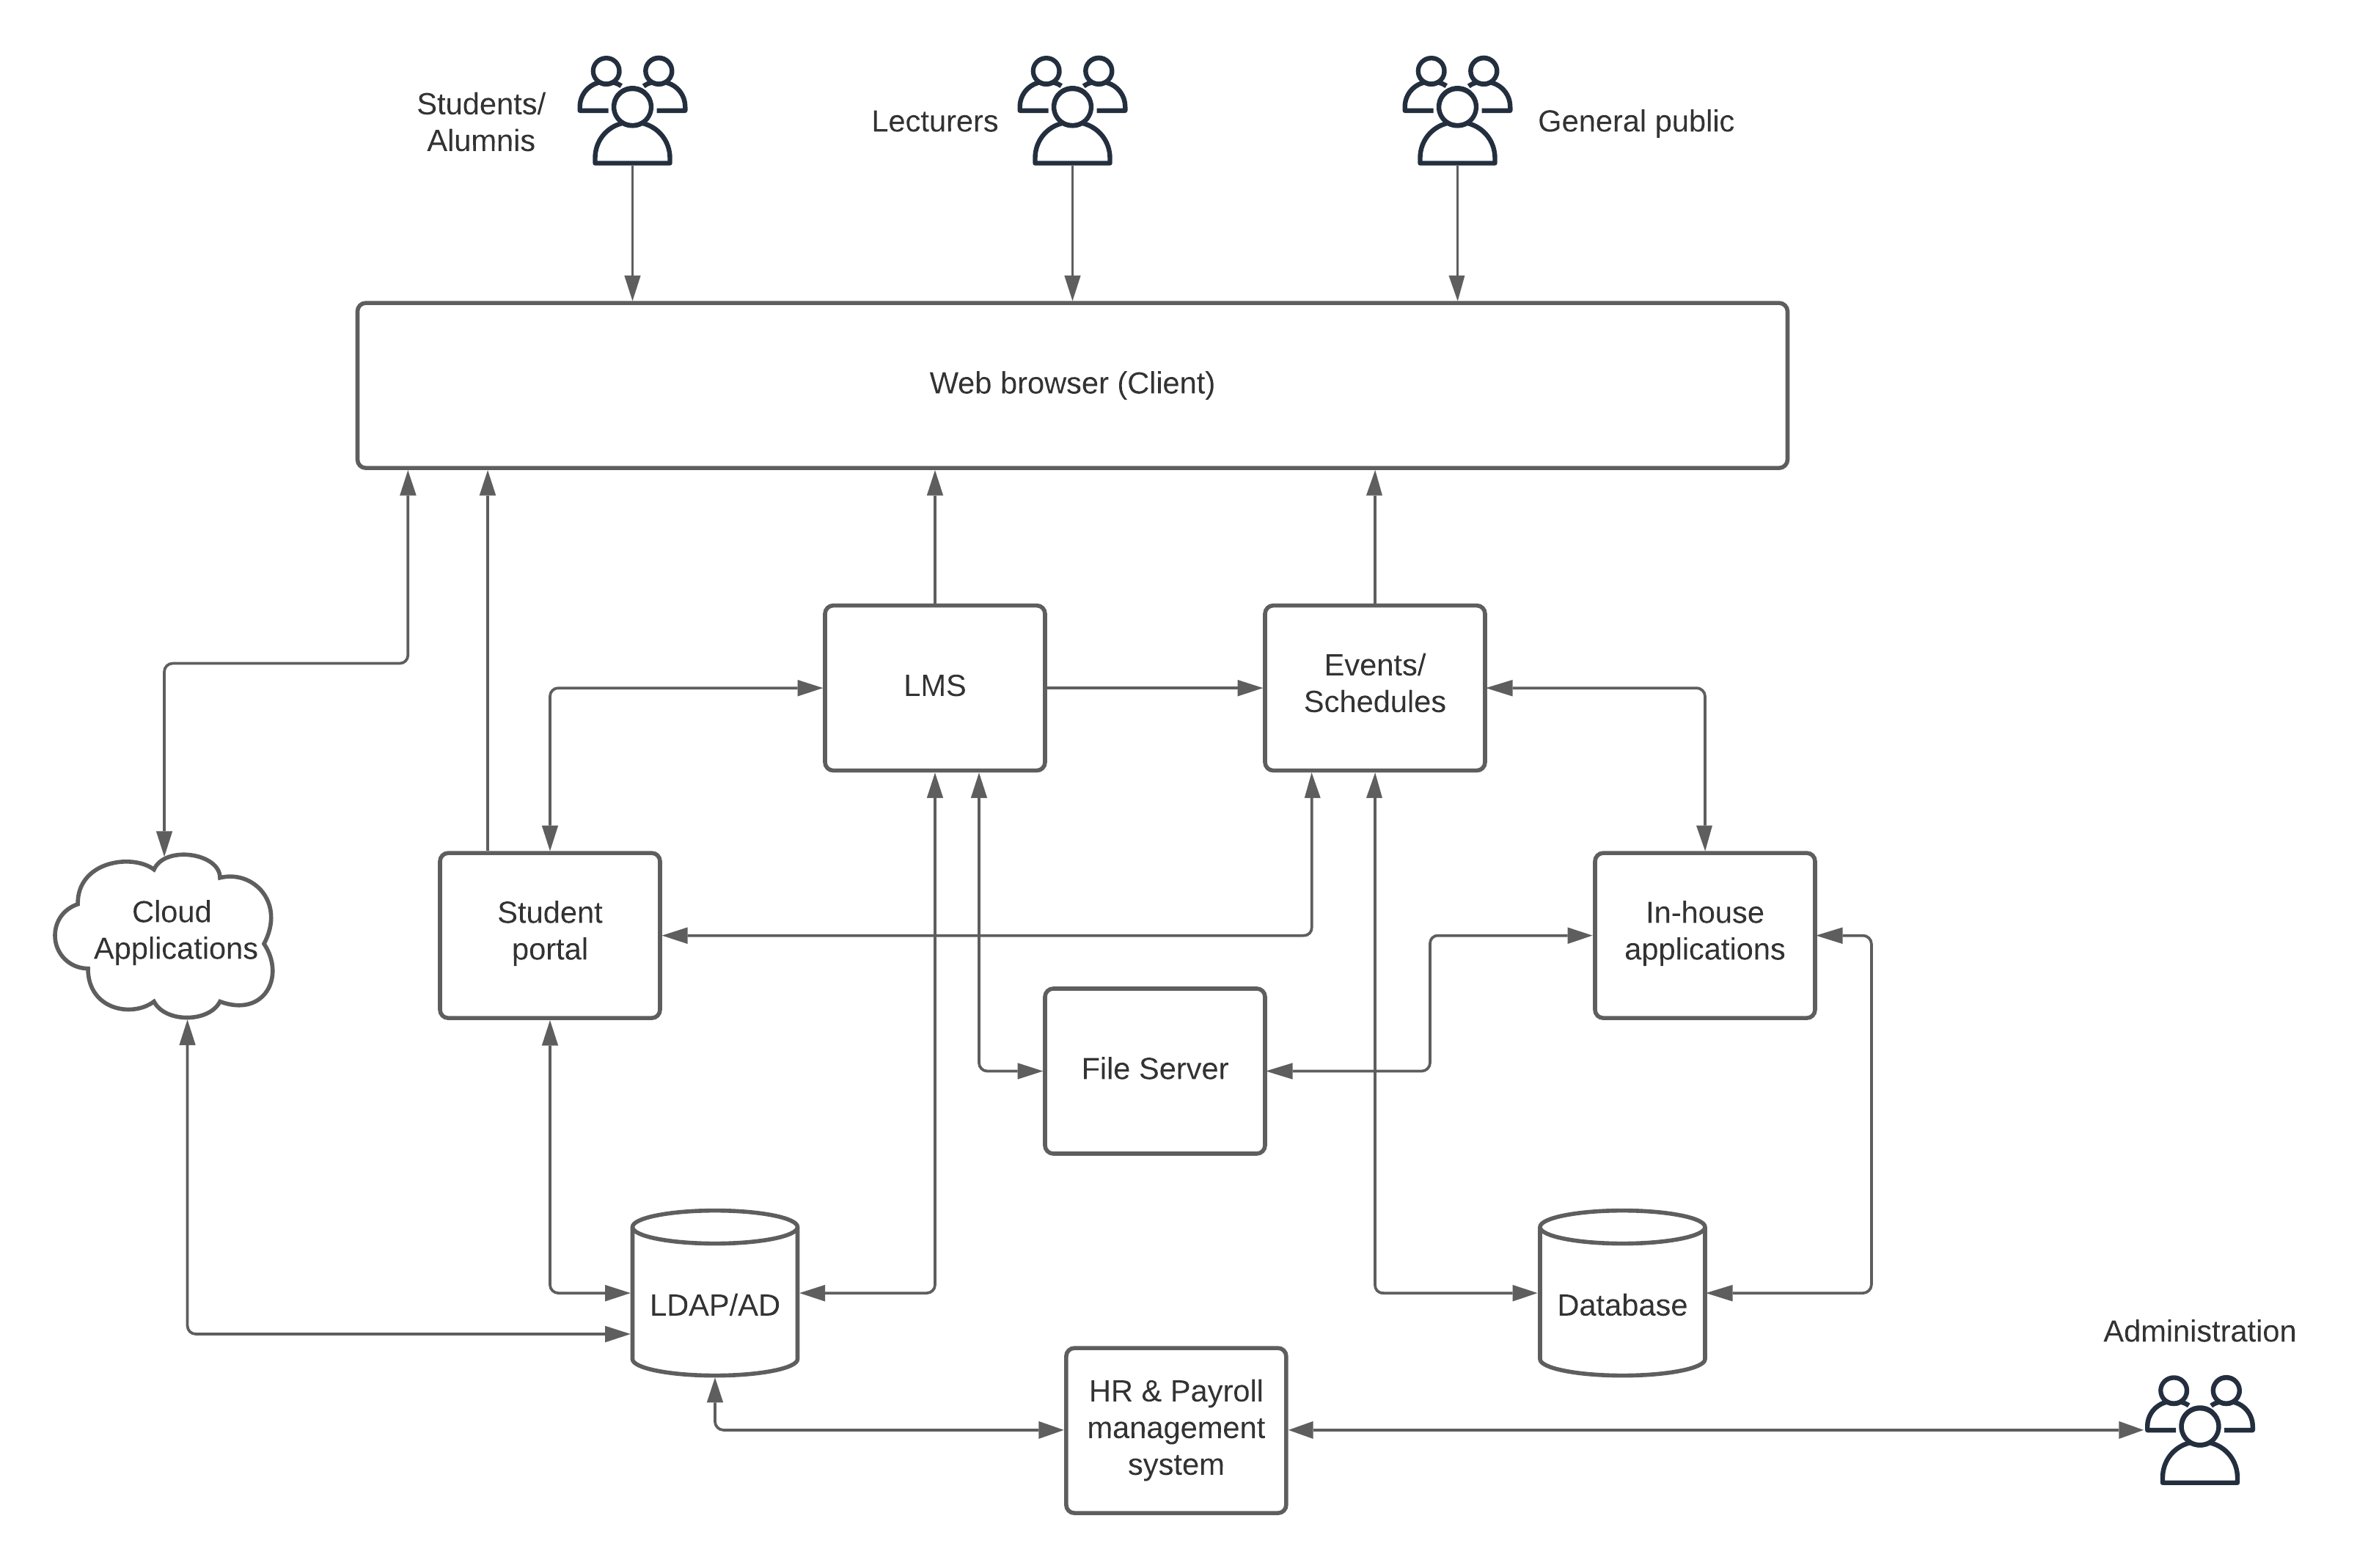 Students/
Alumnis
Lecturers
General public
Web browser (Client)
LMS
Events/
Schedules
Cloud
Applications
Student
portal
In-house
applications
File Server
LDAP/AD
Database
Administration
HR & Payroll
management
system